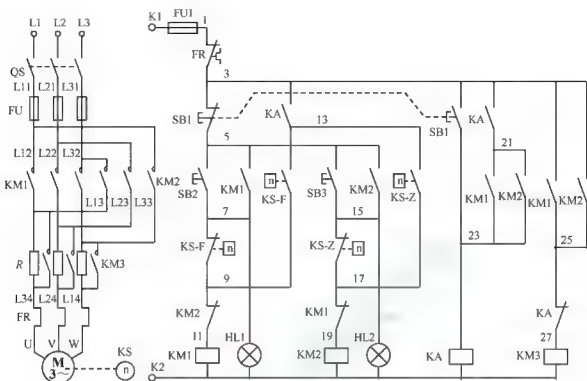 L1 L2 L3 K1 FU1 1
QS
L11 L21 L31
FR
3
FU
SB1 KA 13 SB1 KA
5 21
L12 L22 L32
KM1 L13 L23 L33 KM2
SB2 KM1 n KS-F SB3 KM2 n KS-Z KM1 KM2 KM1 KM2
7 15
23 25
R KM3
KS-F n KS-Z n
9 17
L34 L24 L14
FR
KM2 KM1 KA
11 19 27
U V W
KS
M
3~
n
KM1 HL1 KM2 HL2 KA KM3
K2